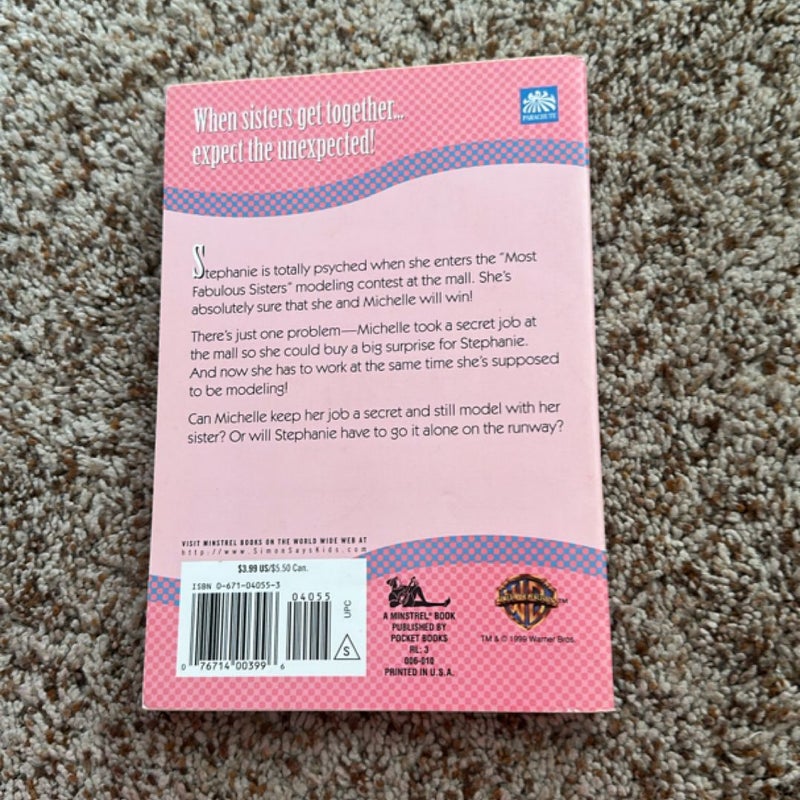 When sisters get together...
expect the unexpected!
PARACHUTE
Stephanie is totally psyched when she enters the "Most
Fabulous Sisters" modeling contest at the mall. She's
absolutely sure that she and Michelle will win!
There's just one problem—Michelle took a secret job at
the mall so she could buy a big surprise for Stephanie.
And now she has to work at the same time she's supposed
to be modeling!
Can Michelle keep her job a secret and still model with her
sister? Or will Stephanie have to go it alone on the runway?
VISIT MINSTREL BOOKS ON THE WORLD WIDE WEB AT
http://www.SimonSaysKids.com
$3.99 US/$5.50 Can.
ISBN 0-671-04055-3
04055
UPC
S
0 76714 00399 6
A MINSTREL® BOOK
PUBLISHED BY
POCKET BOOKS
RL: 3
006-010
PRINTED IN U.S.A.
WB
TM
TM & © 1999 Warner Bros.